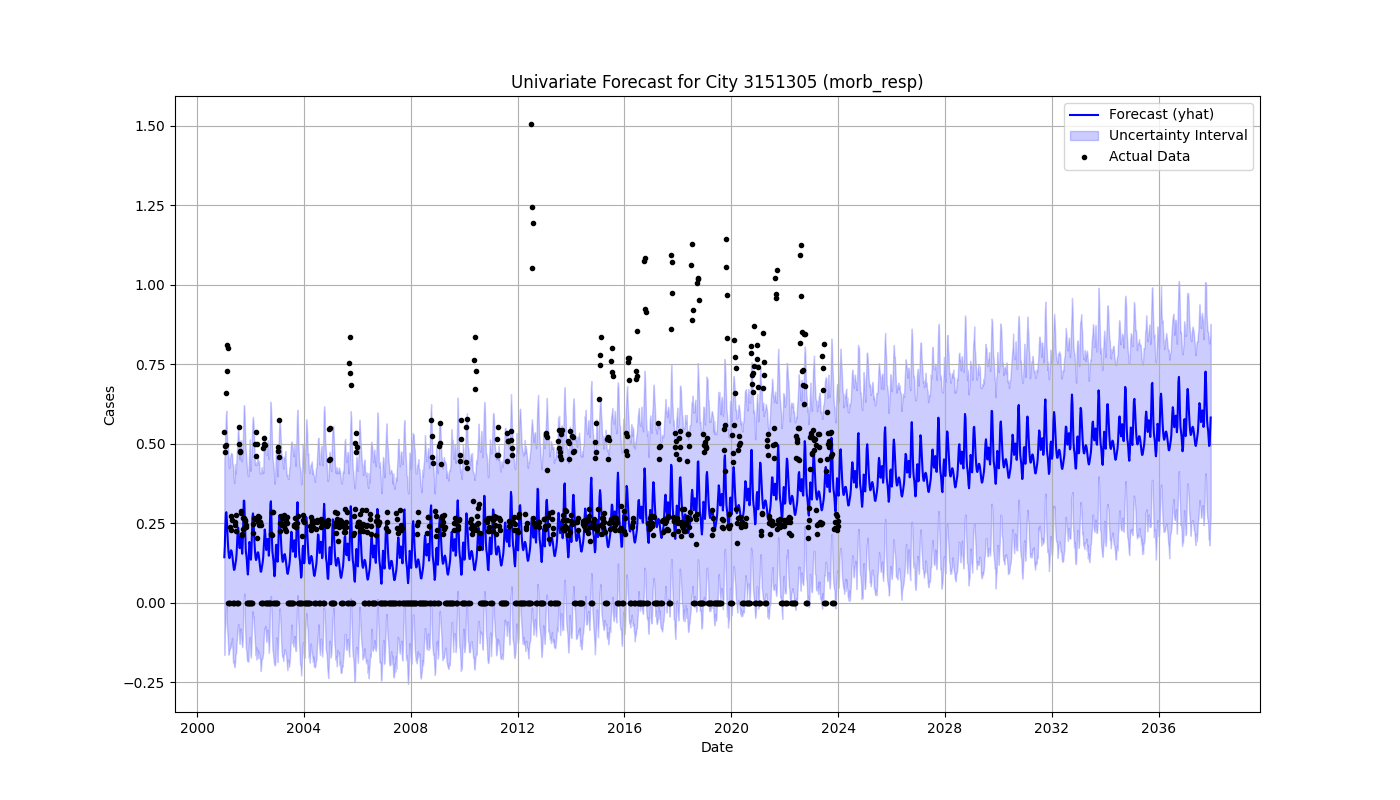 Univariate Forecast for City 3151305 (morb_resp)
Forecast (yhat)
Uncertainty Interval
Actual Data
Cases
1.50
1.25
1.00
0.75
0.50
0.25
0.00
−0.25
2000 2004 2008 2012 2016 2020 2024 2028 2032 2036
Date